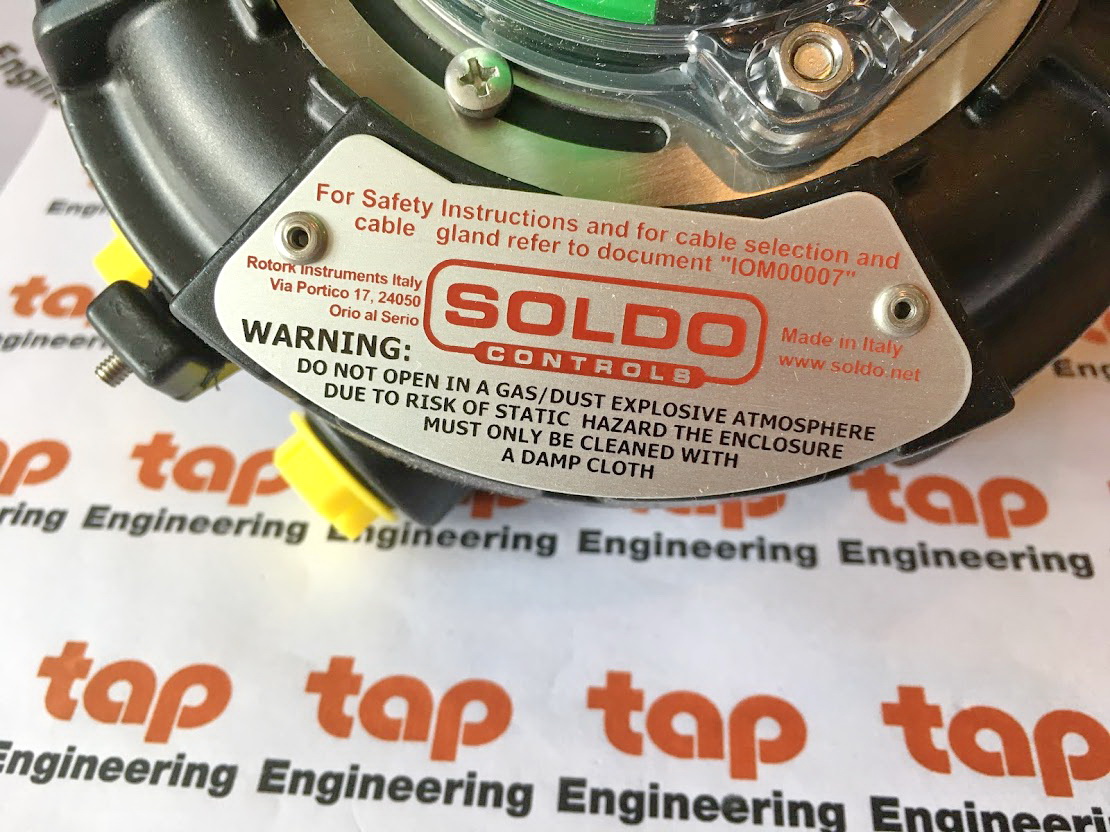 For Safety Instructions and for cable selection and
cable gland refer to document "IOM00007"
Rotork Instruments Italy
Via Portico 17, 24050
Orio al Serio
SOLDO
CONTROLS
Made in Italy
www.soldo.net
WARNING:
DO NOT OPEN IN A GAS/DUST EXPLOSIVE ATMOSPHERE
DUE TO RISK OF STATIC HAZARD THE ENCLOSURE
MUST ONLY BE CLEANED WITH
A DAMP CLOTH
tap tap
Engineering Engineering Engineering Engineering
tap tap tap tap
Engineering Engineering Engineering Engineering